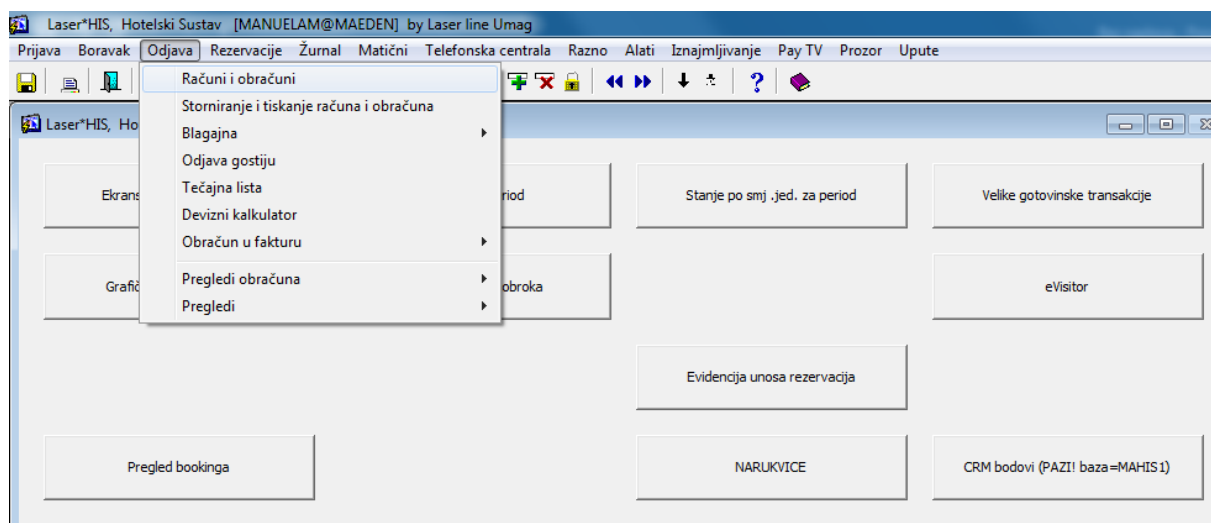 Laser*HIS, Hotelski Sustav [MANUELAM@MAEDEN] by Laser line Umag
Prijava Boravak Odjava Rezervacije Žurnal Matični Telefonska centrala Razno Alati Iznajmljivanje Pay TV Prozor Upute
Računi i obračuni
Storniranje i tiskanje računa i obračuna
Blagajna
Odjava gostiju
Tečajna lista
Devizni kalkulator
Obračun u fakturu
Pregledi obračuna
Pregledi
Laser*HIS, Ho
Ekrans
riod
Stanje po smj .jed. za period
Velike gotovinske transakcije
Grafič
obroka
eVisitor
Evidencija unosa rezervacija
Pregled bookinga
NARUKVICE
CRM bodovi (PAZI! baza=MAHIS1)